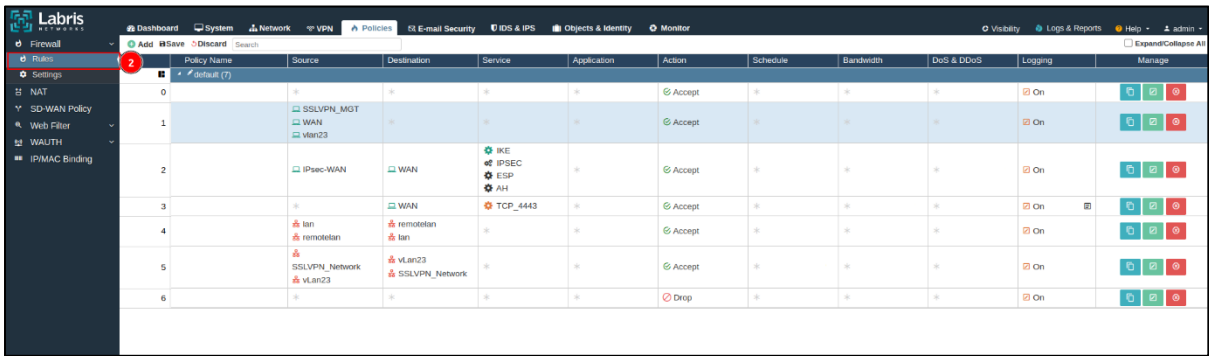 Labris
NETWORKS
Dashboard System Network VPN Policies E-mail Security IDS & IPS Objects & Identity Monitor Visibility Logs & Reports Help admin
Firewall
Rules
Settings
NAT
SD-WAN Policy
Web Filter
WAUTH
IP/MAC Binding
Add Save Discard Search Expand/Collapse All
2
Policy Name Source Destination Service Application Action Schedule Bandwidth DoS & DDoS Logging Manage
default (7)
0 * * * * Accept * * * On
1 SSLVPN_MGT
WAN
vlan23
* * * Accept * * * On
2 IPsec-WAN WAN IKE
IPSEC
ESP
AH
* Accept * * * On
3 * WAN TCP_4443 * Accept * * * On
4 lan
remotelan
remotelan
lan
* * Accept * * * On
5 SSLVPN_Network
vLan23
vLan23
SSLVPN_Network
* * Accept * * * On
6 * * * * Drop * * * On